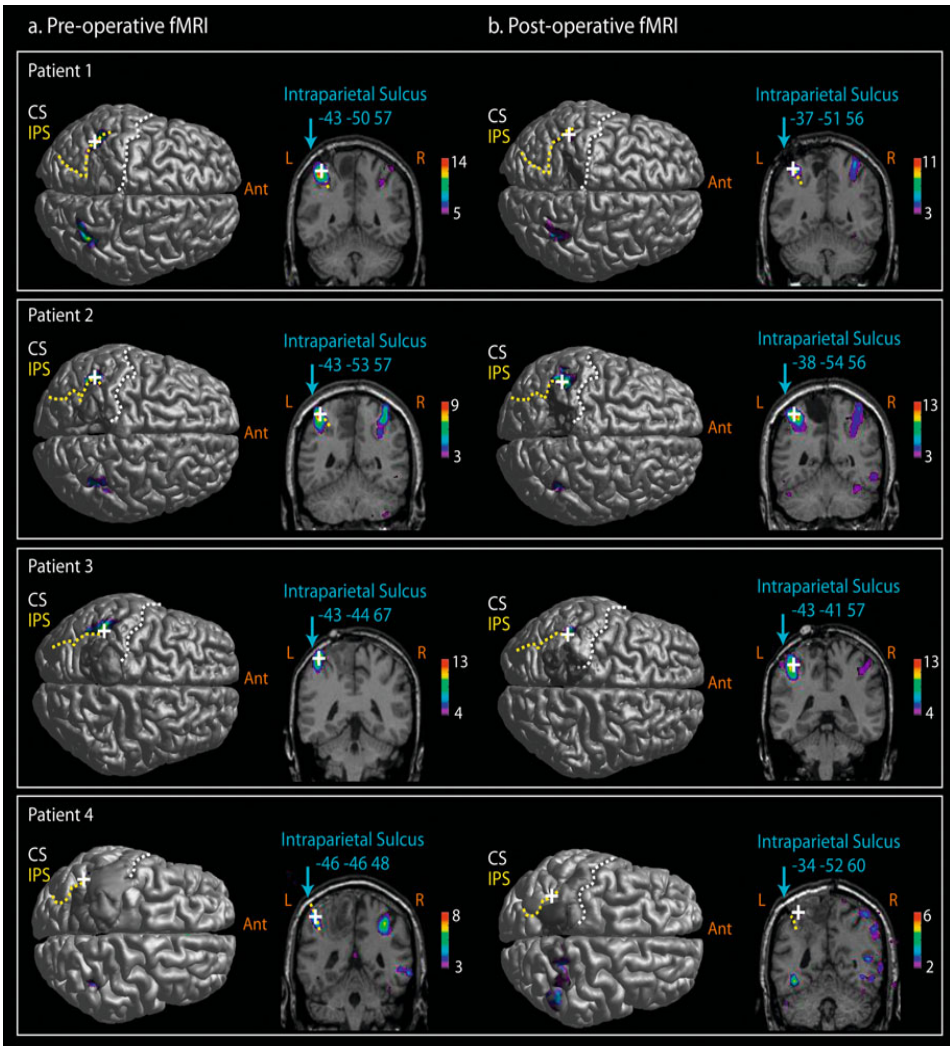 a. Pre-operative fMRI
b. Post-operative fMRI
Patient 1
CS
IPS
Ant
Intraparietal Sulcus
-43 -50 57
L
R
14
5
CS
IPS
Ant
Intraparietal Sulcus
-37 -51 56
L
R
11
3
Patient 2
CS
IPS
Ant
Intraparietal Sulcus
-43 -53 57
L
R
9
3
CS
IPS
Ant
Intraparietal Sulcus
-38 -54 56
L
R
13
3
Patient 3
CS
IPS
Ant
Intraparietal Sulcus
-43 -44 67
L
R
13
4
CS
IPS
Ant
Intraparietal Sulcus
-43 -41 57
L
R
13
4
Patient 4
CS
IPS
Ant
Intraparietal Sulcus
-46 -46 48
L
R
8
3
CS
IPS
Ant
Intraparietal Sulcus
-34 -52 60
L
R
6
2